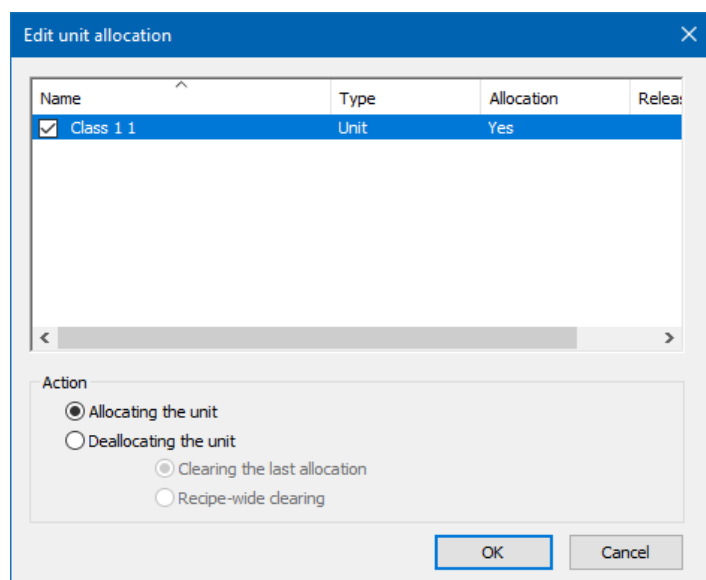 Edit unit allocation
Name Type Allocation Releas
Class 1 1 Unit Yes
Action
Allocating the unit
Deallocating the unit
Clearing the last allocation
Recipe-wide clearing
OK Cancel